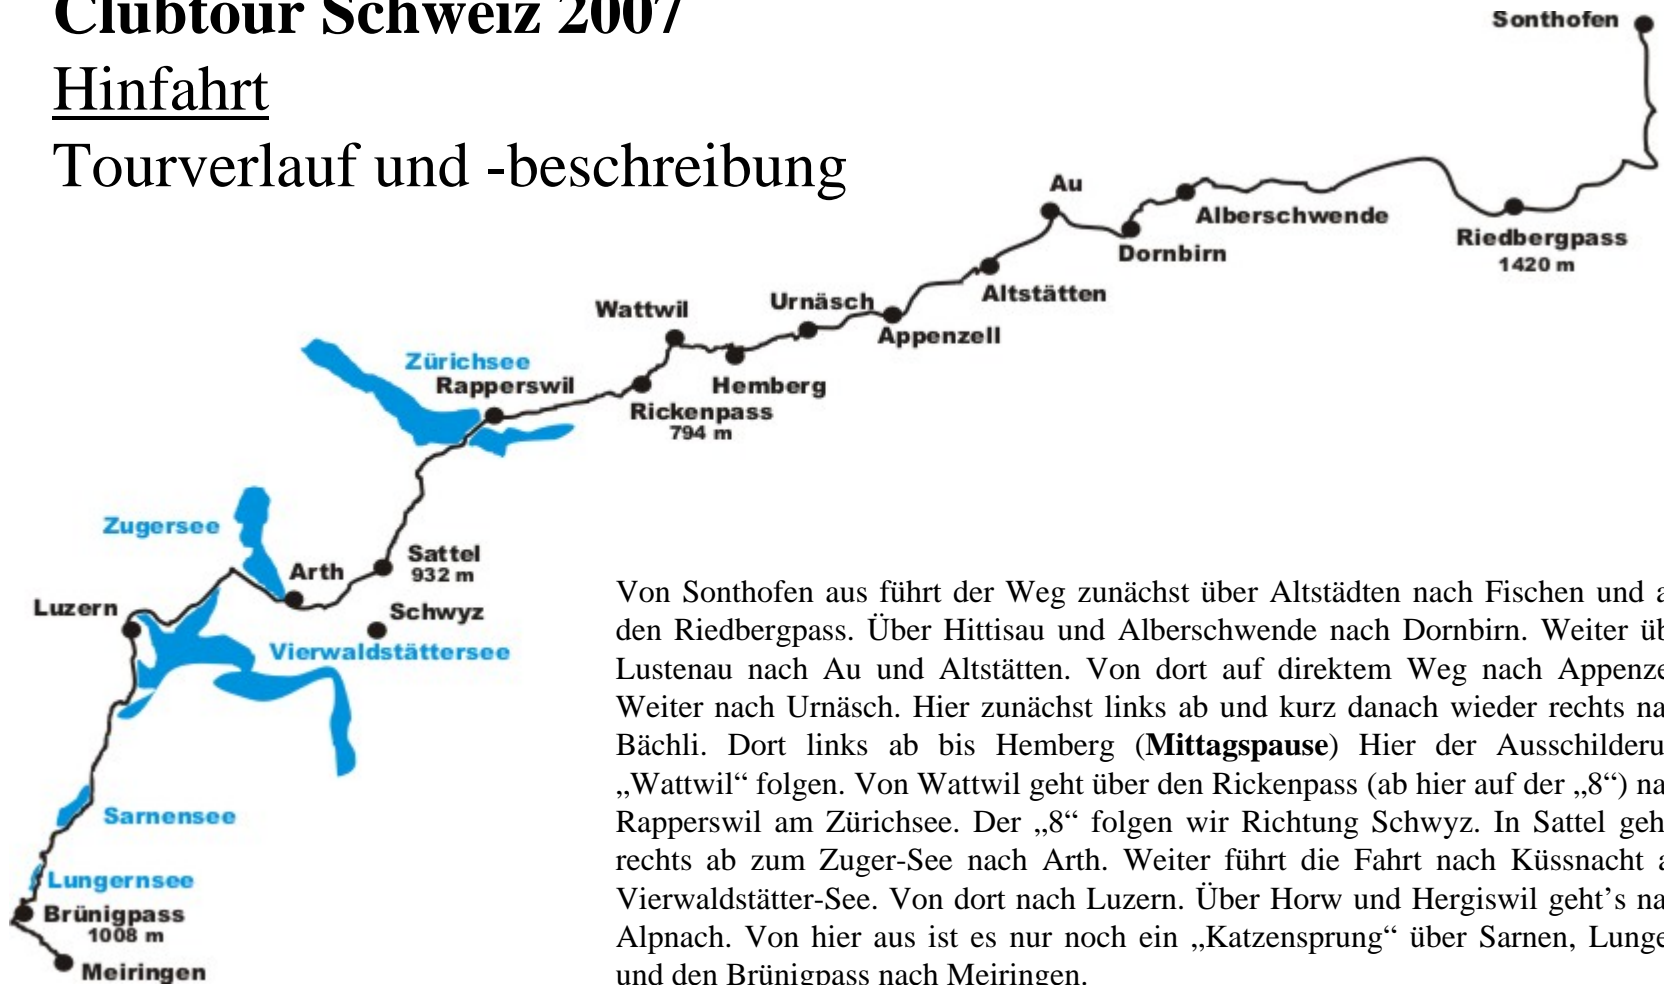 Clubtour Schweiz 2007
Hinfahrt
Tourverlauf und -beschreibung
Sonthofen
Au
Alberschwende
Riedbergpass
1420 m
Dornbirn
Altstätten
Urnäsch
Appenzell
Wattwil
Hemberg
Zürichsee
Rapperswil
Rickenpass
794 m
Zugersee
Sattel
932 m
Arth
Luzern
Schwyz
Vierwaldstättersee
Sarnensee
Lungernsee
Brünigpass
1008 m
Meiringen
Von Sonthofen aus führt der Weg zunächst über Altstädten nach Fischen und a
den Riedbergpass. Über Hittisau und Alberschwende nach Dornbirn. Weiter üb
Lustenau nach Au und Altstätten. Von dort auf direktem Weg nach Appenze
Weiter nach Urnäsch. Hier zunächst links ab und kurz danach wieder rechts na
Bächli. Dort links ab bis Hemberg (Mittagspause) Hier der Ausschilderu
„Wattwil“ folgen. Von Wattwil geht über den Rickenpass (ab hier auf der „8“) na
Rapperswil am Zürichsee. Der „8“ folgen wir Richtung Schwyz. In Sattel geh
rechts ab zum Zuger-See nach Arth. Weiter führt die Fahrt nach Küssnacht a
Vierwaldstätter-See. Von dort nach Luzern. Über Horw und Hergiswil geht’s na
Alpnach. Von hier aus ist es nur noch ein „Katzensprung“ über Sarnen, Lunge
und den Brünigpass nach Meiringen.